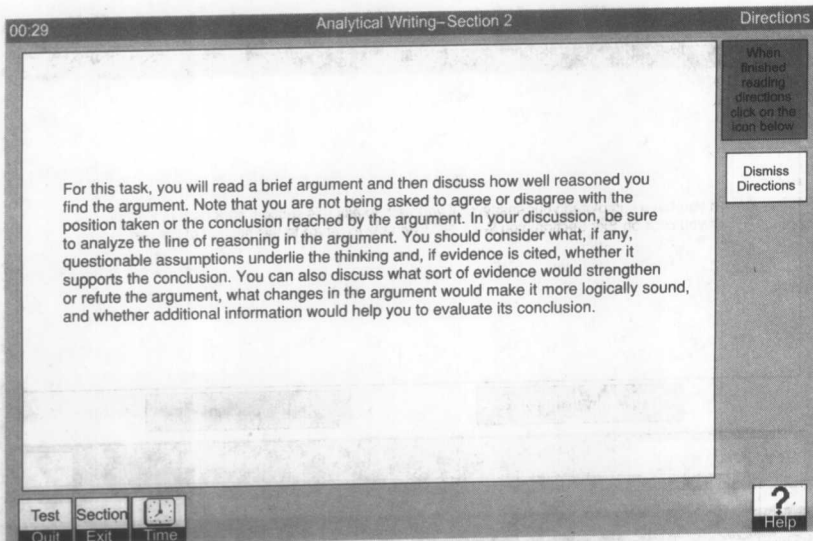 00:29
Analytical Writing–Section 2
Directions
When
finished
reading
directions
click on the
icon below
Dismiss
Directions
For this task, you will read a brief argument and then discuss how well reasoned you
find the argument. Note that you are not being asked to agree or disagree with the
position taken or the conclusion reached by the argument. In your discussion, be sure
to analyze the line of reasoning in the argument. You should consider what, if any,
questionable assumptions underlie the thinking and, if evidence is cited, whether it
supports the conclusion. You can also discuss what sort of evidence would strengthen
or refute the argument, what changes in the argument would make it more logically sound,
and whether additional information would help you to evaluate its conclusion.
Test
Quit
Section
Exit
Time
?
Help